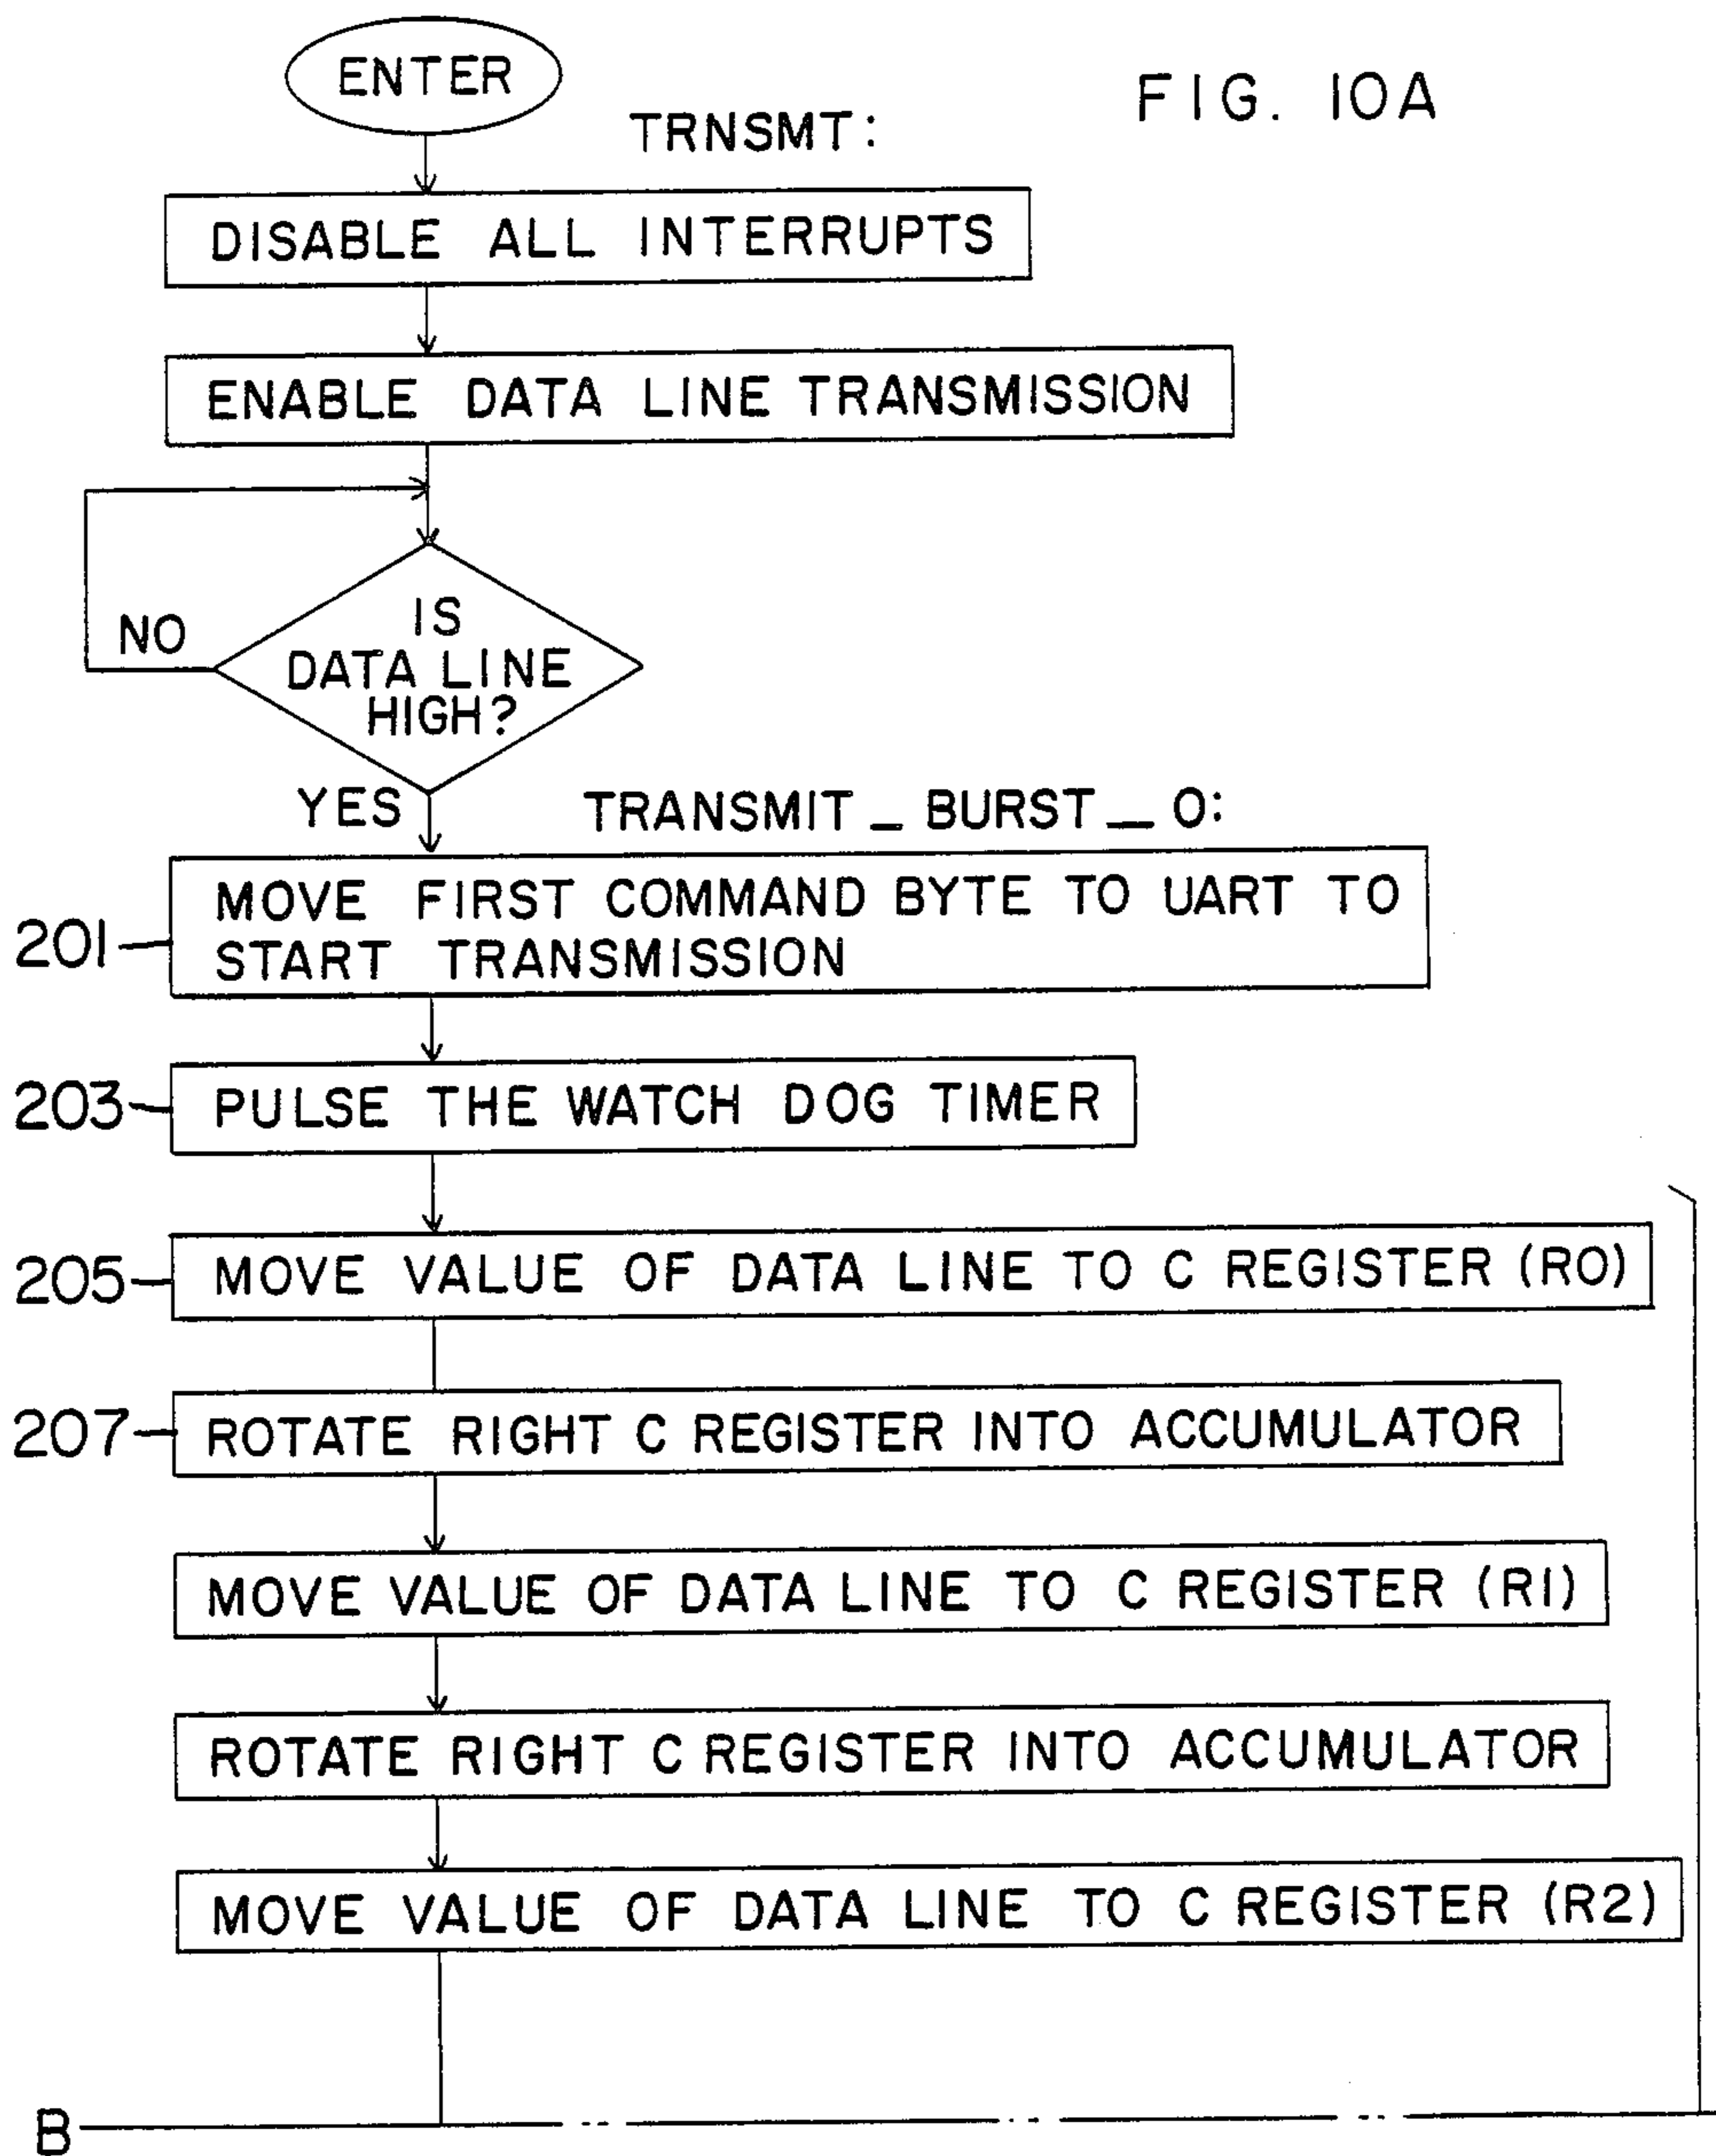 ENTER
FIG. 10A
TRNSMT:
DISABLE ALL INTERRUPTS
ENABLE DATA LINE TRANSMISSION
NO
IS
DATA LINE
HIGH?
YES
TRANSMIT_BURST_0:
201
MOVE FIRST COMMAND BYTE TO UART TO
START TRANSMISSION
203
PULSE THE WATCH DOG TIMER
205
MOVE VALUE OF DATA LINE TO C REGISTER (R0)
207
ROTATE RIGHT C REGISTER INTO ACCUMULATOR
MOVE VALUE OF DATA LINE TO C REGISTER (R1)
ROTATE RIGHT C REGISTER INTO ACCUMULATOR
MOVE VALUE OF DATA LINE TO C REGISTER (R2)
B